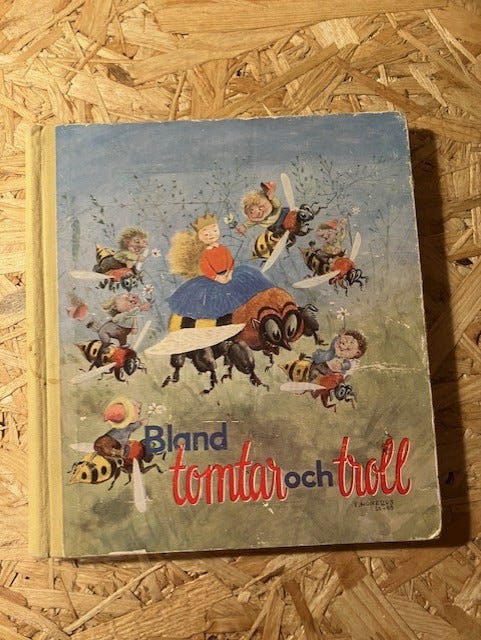 Bland
tomtar och troll